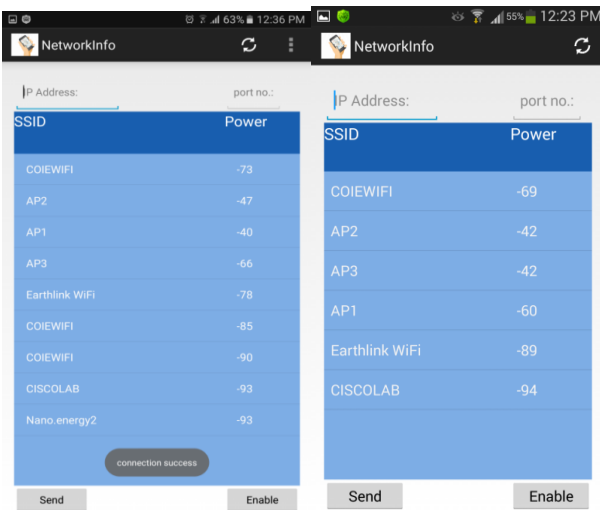 63% 12:36 PM
NetworkInfo
IP Address: port no.:
SSID Power
COIEWIFI -73
AP2 -47
AP1 -40
AP3 -66
Earthlink WiFi -78
COIEWIFI -85
COIEWIFI -90
CISCOLAB -93
Nano.energy2 -93
connection success
Send Enable
55% 12:23 PM
NetworkInfo
IP Address: port no.:
SSID Power
COIEWIFI -69
AP2 -42
AP3 -42
AP1 -60
Earthlink WiFi -89
CISCOLAB -94
Send Enable